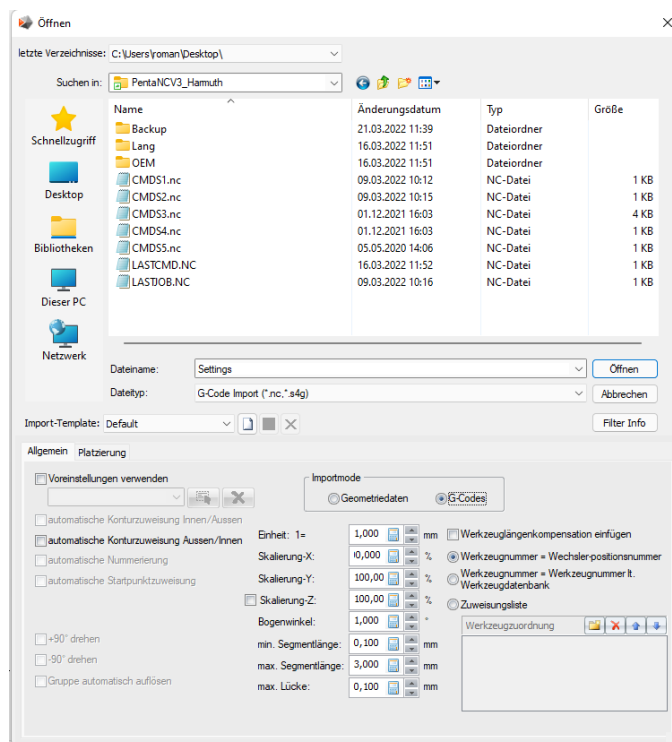 Öffnen
letzte Verzeichnisse: C:\Users\roman\Desktop\
Suchen in: PentaNCV3_Harmuth
Schnellzugriff
Desktop
Bibliotheken
Dieser PC
Netzwerk
Name Änderungsdatum Typ Größe
Backup 21.03.2022 11:39 Dateiordner
Lang 16.03.2022 11:51 Dateiordner
OEM 16.03.2022 11:51 Dateiordner
CMDS1.nc 09.03.2022 10:12 NC-Datei 1 KB
CMDS2.nc 09.03.2022 10:15 NC-Datei 1 KB
CMDS3.nc 01.12.2021 16:03 NC-Datei 4 KB
CMDS4.nc 01.12.2021 16:03 NC-Datei 1 KB
CMDS5.nc 05.05.2020 14:06 NC-Datei 1 KB
LASTCMD.NC 16.03.2022 11:52 NC-Datei 1 KB
LASTJOB.NC 09.03.2022 10:16 NC-Datei 1 KB
Dateiname: Settings Öffnen
Dateityp: G-Code Import (*.nc,*.s4g) Abbrechen
Import-Template: Default Filter Info
Allgemein Platzierung
Voreinstellungen verwenden
automatische Konturzuweisung Innen/Aussen
automatische Konturzuweisung Aussen/Innen
automatische Nummerierung
automatische Startpunktzuweisung
+90° drehen
-90° drehen
Gruppe automatisch auflösen
Importmode
Geometriedaten G-Codes
Einheit: 1= 1,000 mm
Skalierung-X: 00,000 %
Skalierung-Y: 100,00 %
Skalierung-Z: 100,00 %
Bogenwinkel: 1,000 °
min. Segmentlänge: 0,100 mm
max. Segmentlänge: 3,000 mm
max. Lücke: 0,100 mm
Werkzeuglängenkompensation einfügen
Werkzeugnummer = Wechsler-positionsnummer
Werkzeugnummer = Werkzeugnummer lt.
Werkzeugdatenbank
Zuweisungsliste
Werkzeugzuordnung